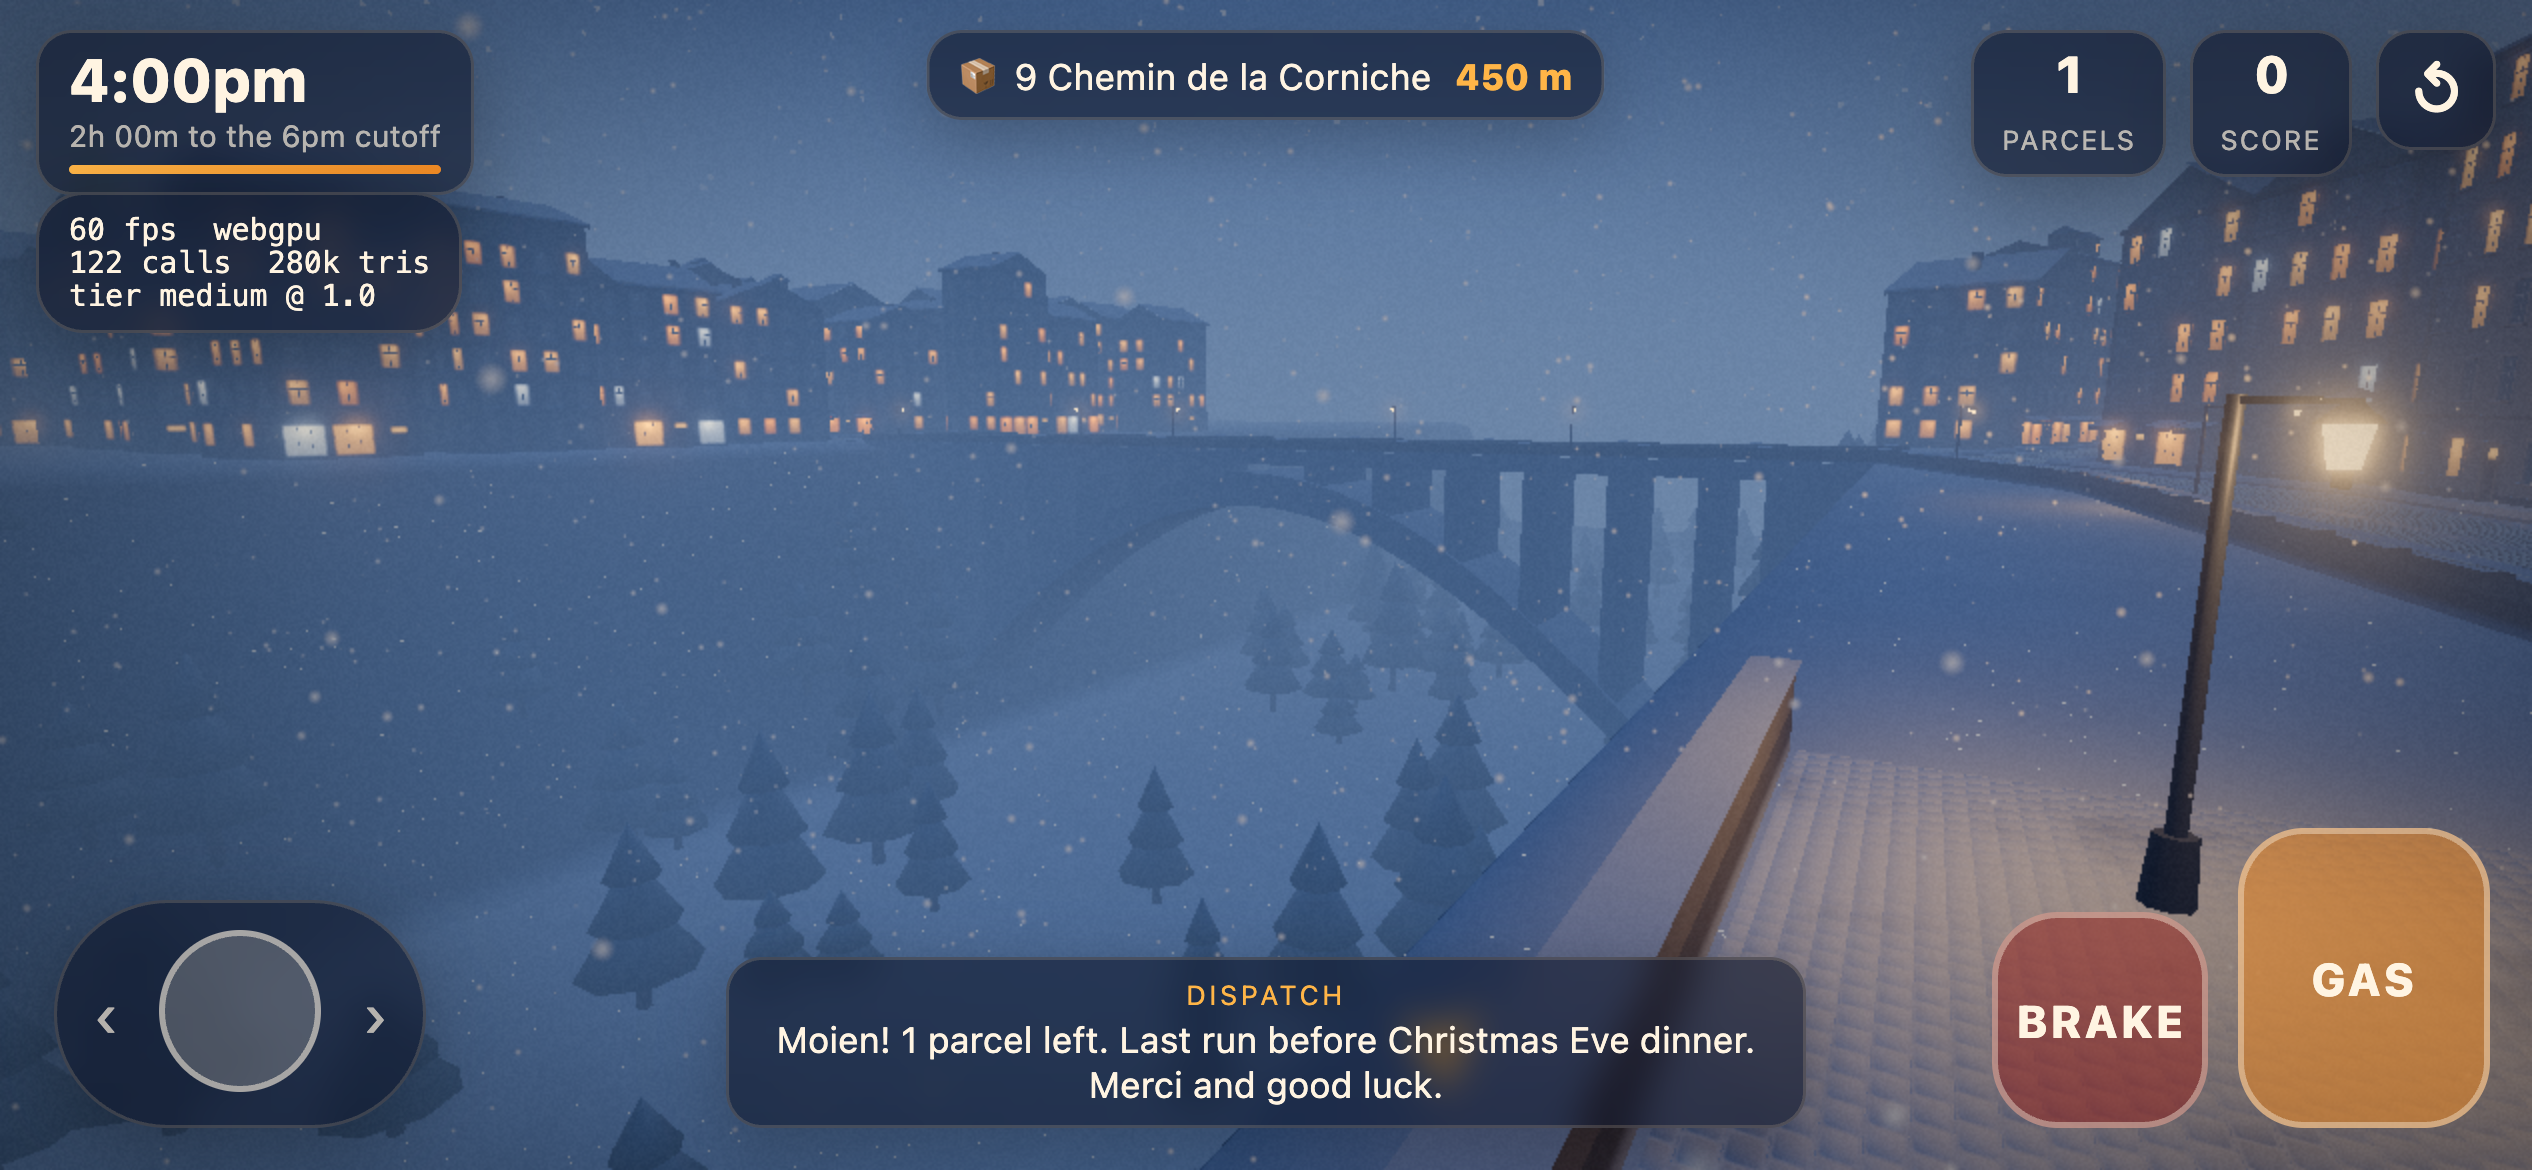 4:00pm
2h 00m to the 6pm cutoff
60 fps  webgpu
122 calls  280k tris
tier medium @ 1.0
9 Chemin de la Corniche 450 m
1
PARCELS
0
SCORE
‹ ›
DISPATCH
Moien! 1 parcel left. Last run before Christmas Eve dinner.
Merci and good luck.
BRAKE
GAS